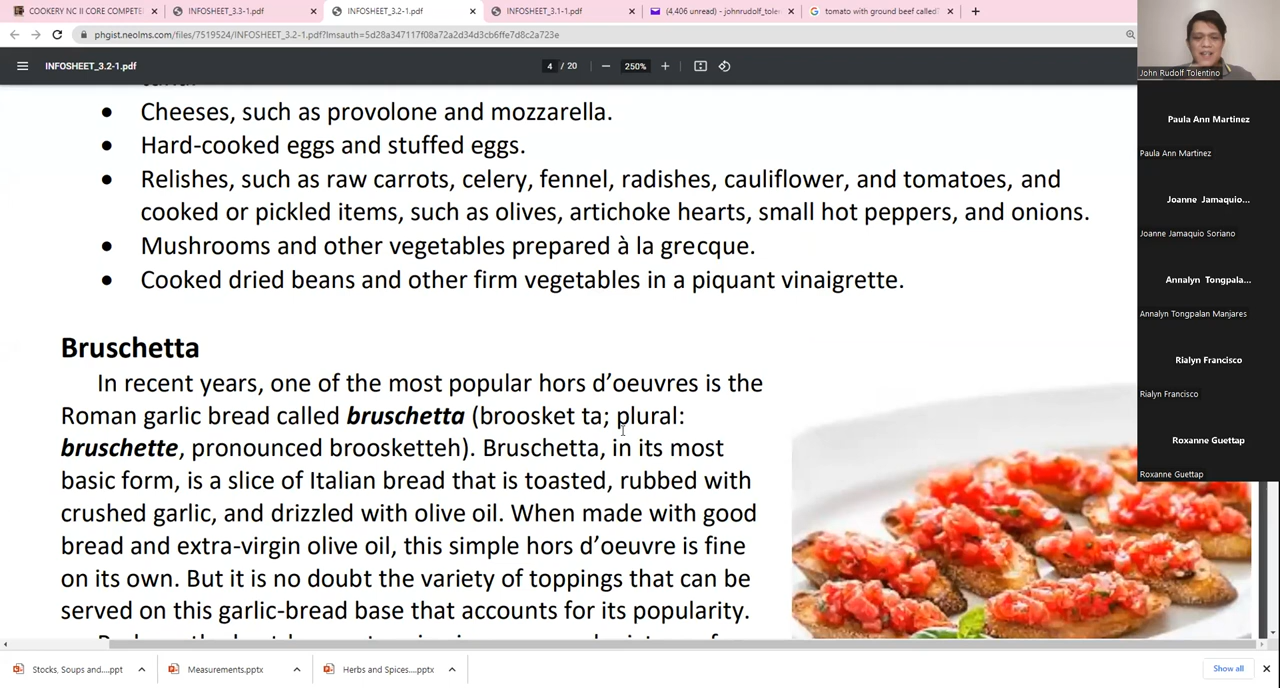 COOKERY NC II CORE COMPETE
INFOSHEET_3.3-1.pdf
INFOSHEET_3.2-1.pdf
INFOSHEET_3.1-1.pdf
(4,406 unread) - johnrudolf_tole
tomato with ground beef called
phgist.neolms.com/files/7519524/INFOSHEET_3.2-1.pdf?lmsauth=5d28a347117f08a72a2d34d3cb6ffe7d8c2a723e
INFOSHEET_3.2-1.pdf
4 / 20
250%
John Rudolf Tolentino
Paula Ann Martinez
Paula Ann Martinez
Joanne Jamaquio...
Joanne Jamaquio Soriano
Annalyn Tongpala...
Annalyn Tongpalan Manjares
Rialyn Francisco
Rialyn Francisco
Roxanne Guettap
Roxanne Guettap
• Cheeses, such as provolone and mozzarella.
• Hard-cooked eggs and stuffed eggs.
• Relishes, such as raw carrots, celery, fennel, radishes, cauliflower, and tomatoes, and
cooked or pickled items, such as olives, artichoke hearts, small hot peppers, and onions.
• Mushrooms and other vegetables prepared à la grecque.
• Cooked dried beans and other firm vegetables in a piquant vinaigrette.
Bruschetta
In recent years, one of the most popular hors d’oeuvres is the
Roman garlic bread called bruschetta (broosket ta; plural:
bruschette, pronounced broosketteh). Bruschetta, in its most
basic form, is a slice of Italian bread that is toasted, rubbed with
crushed garlic, and drizzled with olive oil. When made with good
bread and extra-virgin olive oil, this simple hors d’oeuvre is fine
on its own. But it is no doubt the variety of toppings that can be
served on this garlic-bread base that accounts for its popularity.
Stocks, Soups and....ppt
Measurements.pptx
Herbs and Spices....pptx
Show all